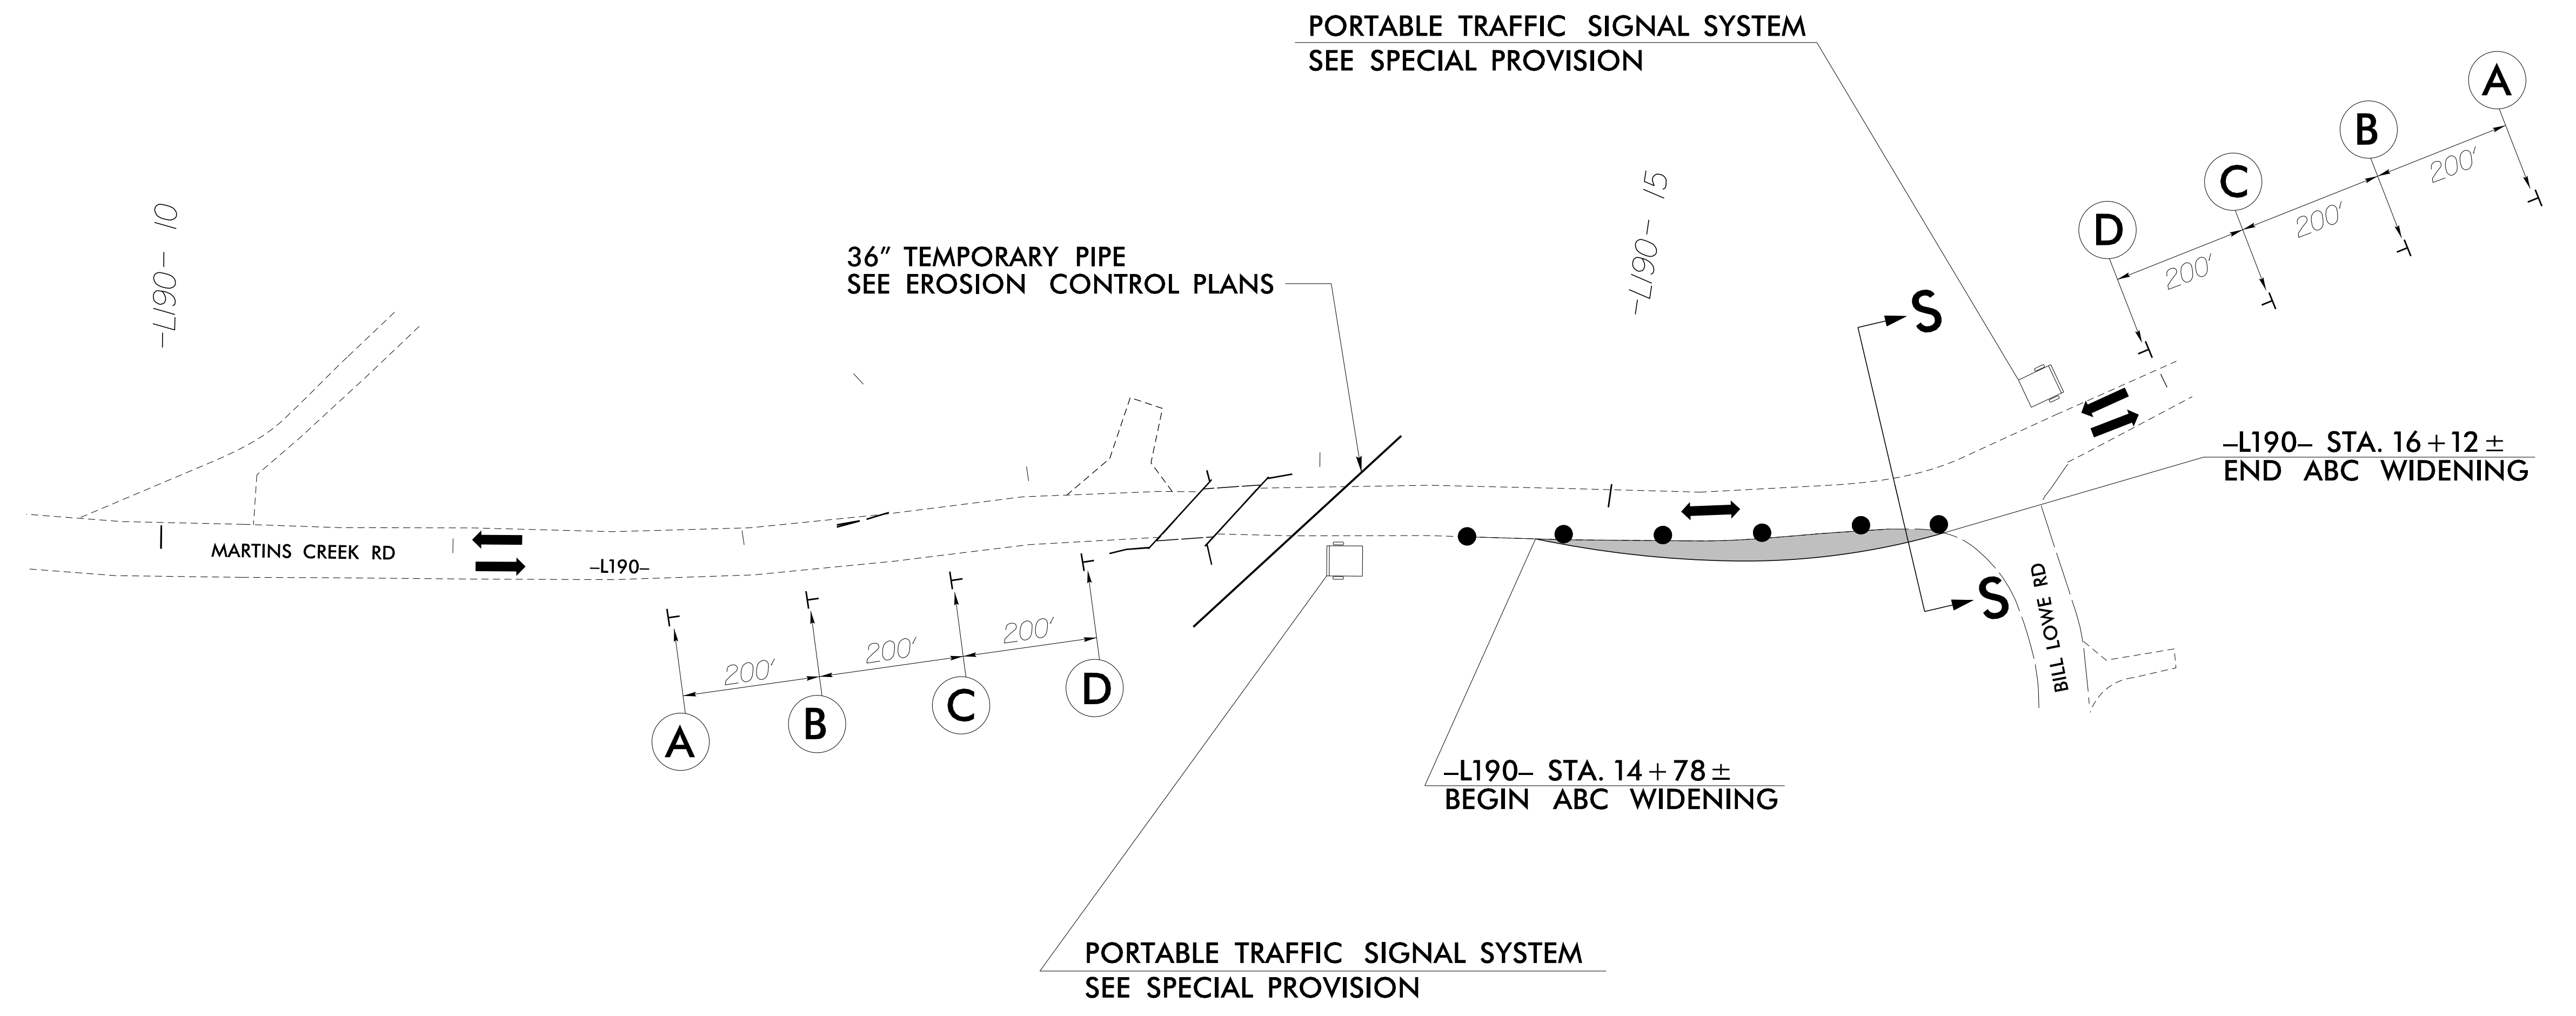 PORTABLE TRAFFIC SIGNAL SYSTEM
SEE SPECIAL PROVISION
A
B
C
D
200'
200'
200'
-L190- 10
-L190- 15
36" TEMPORARY PIPE
SEE EROSION CONTROL PLANS
S
S
-L190- STA. 16+12 ±
END ABC WIDENING
MARTINS CREEK RD
-L190-
BILL LOWE RD
200'
200'
200'
A
B
C
D
-L190- STA. 14+78 ±
BEGIN ABC WIDENING
PORTABLE TRAFFIC SIGNAL SYSTEM
SEE SPECIAL PROVISION